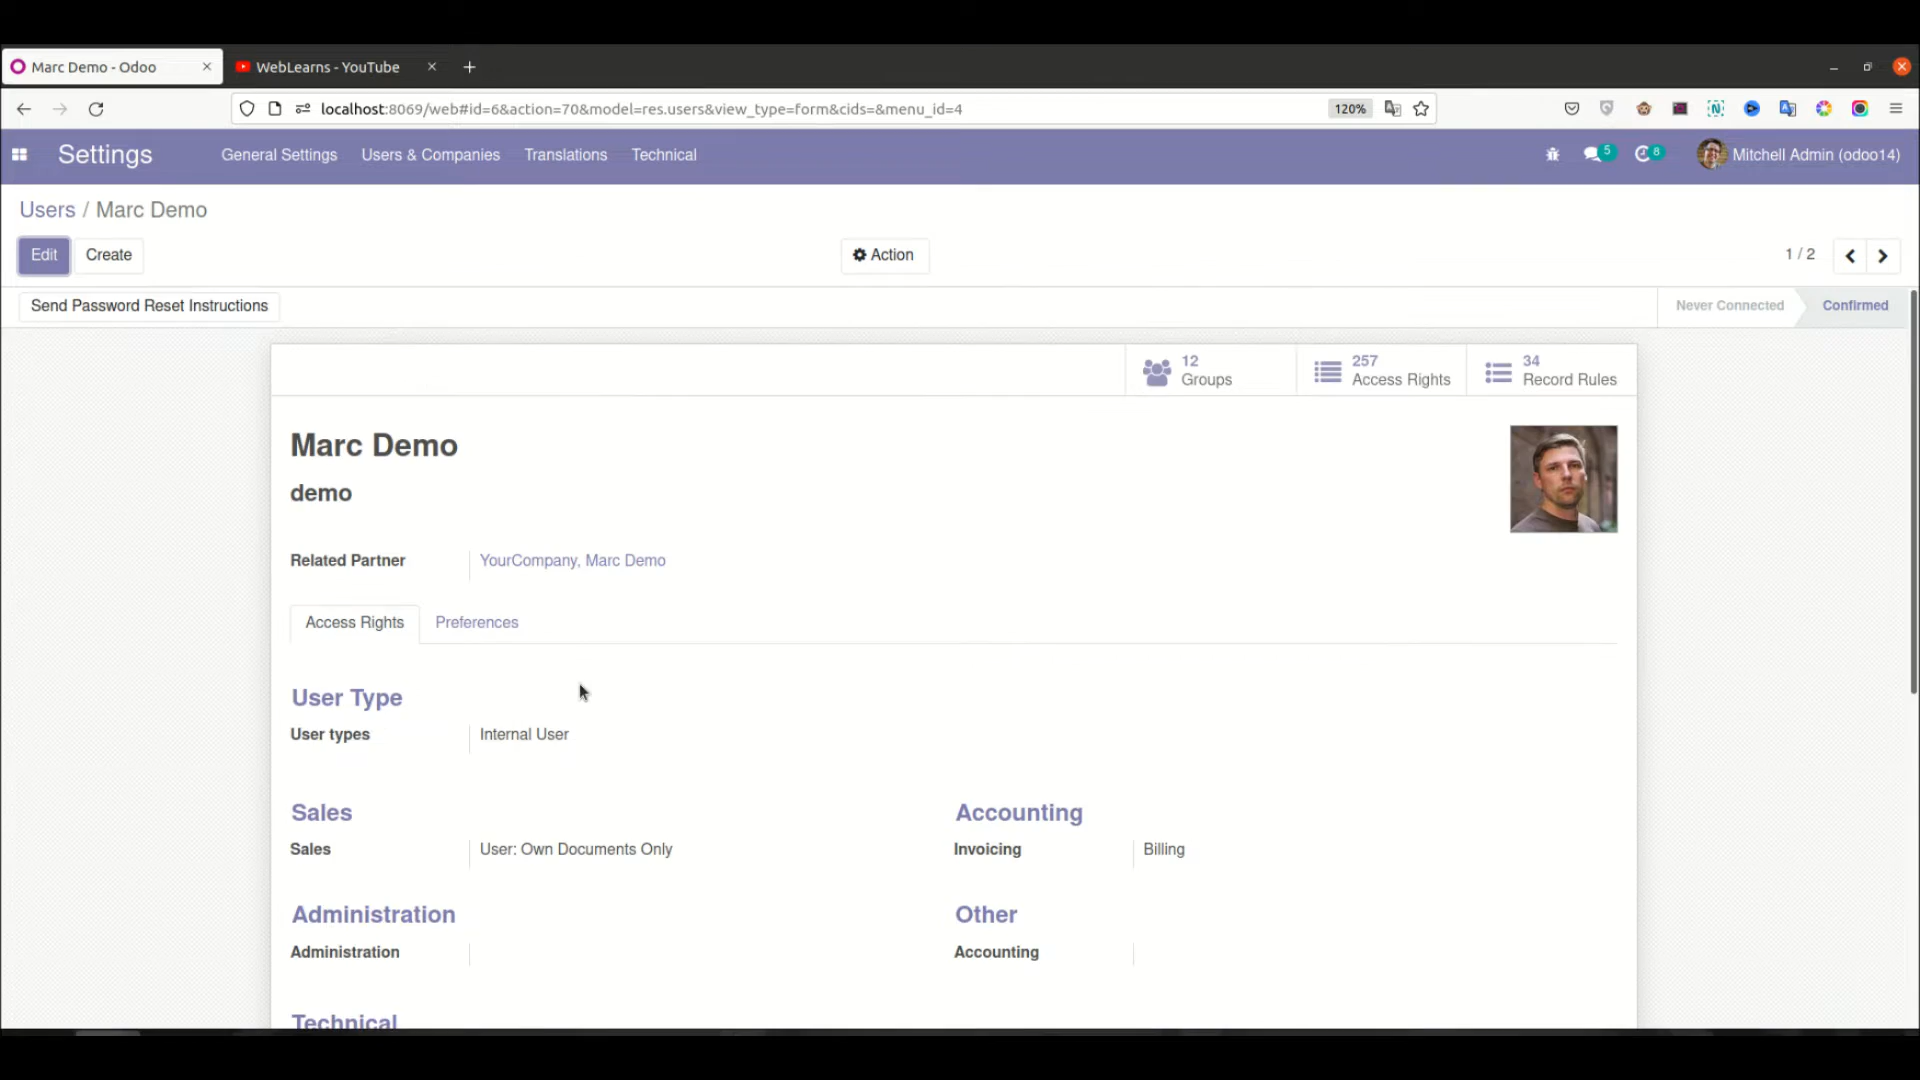 Marc Demo - Odoo
WebLearns - YouTube
localhost:8069/web#id=6&action=70&model=res.users&view_type=form&cids=&menu_id=4
120%
Settings
General Settings
Users & Companies
Translations
Technical
5
8
Mitchell Admin (odoo14)
Users / Marc Demo
Edit
Create
Action
1 / 2
Send Password Reset Instructions
Never Connected
Confirmed
12
Groups
257
Access Rights
34
Record Rules
Marc Demo
demo
Related Partner
YourCompany, Marc Demo
Access Rights
Preferences
User Type
User types
Internal User
Sales
Sales
User: Own Documents Only
Accounting
Invoicing
Billing
Administration
Administration
Other
Accounting
Technical